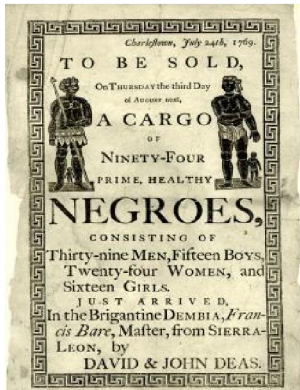 Charlestown, July 24th, 1769.
TO BE SOLD,
On THURSDAY the third Day
of AUGUST next,
A CARGO
OF
NINETY-FOUR
PRIME, HEALTHY
NEGROES,
CONSISTING OF
Thirty-nine MEN, Fifteen BOYS,
Twenty-four WOMEN, and
Sixteen GIRLS.
JUST ARRIVED,
In the Brigantine DEMBIA, Fran-
cis Bare, Master, from SIERRA-
LEON, by
DAVID & JOHN DEAS.